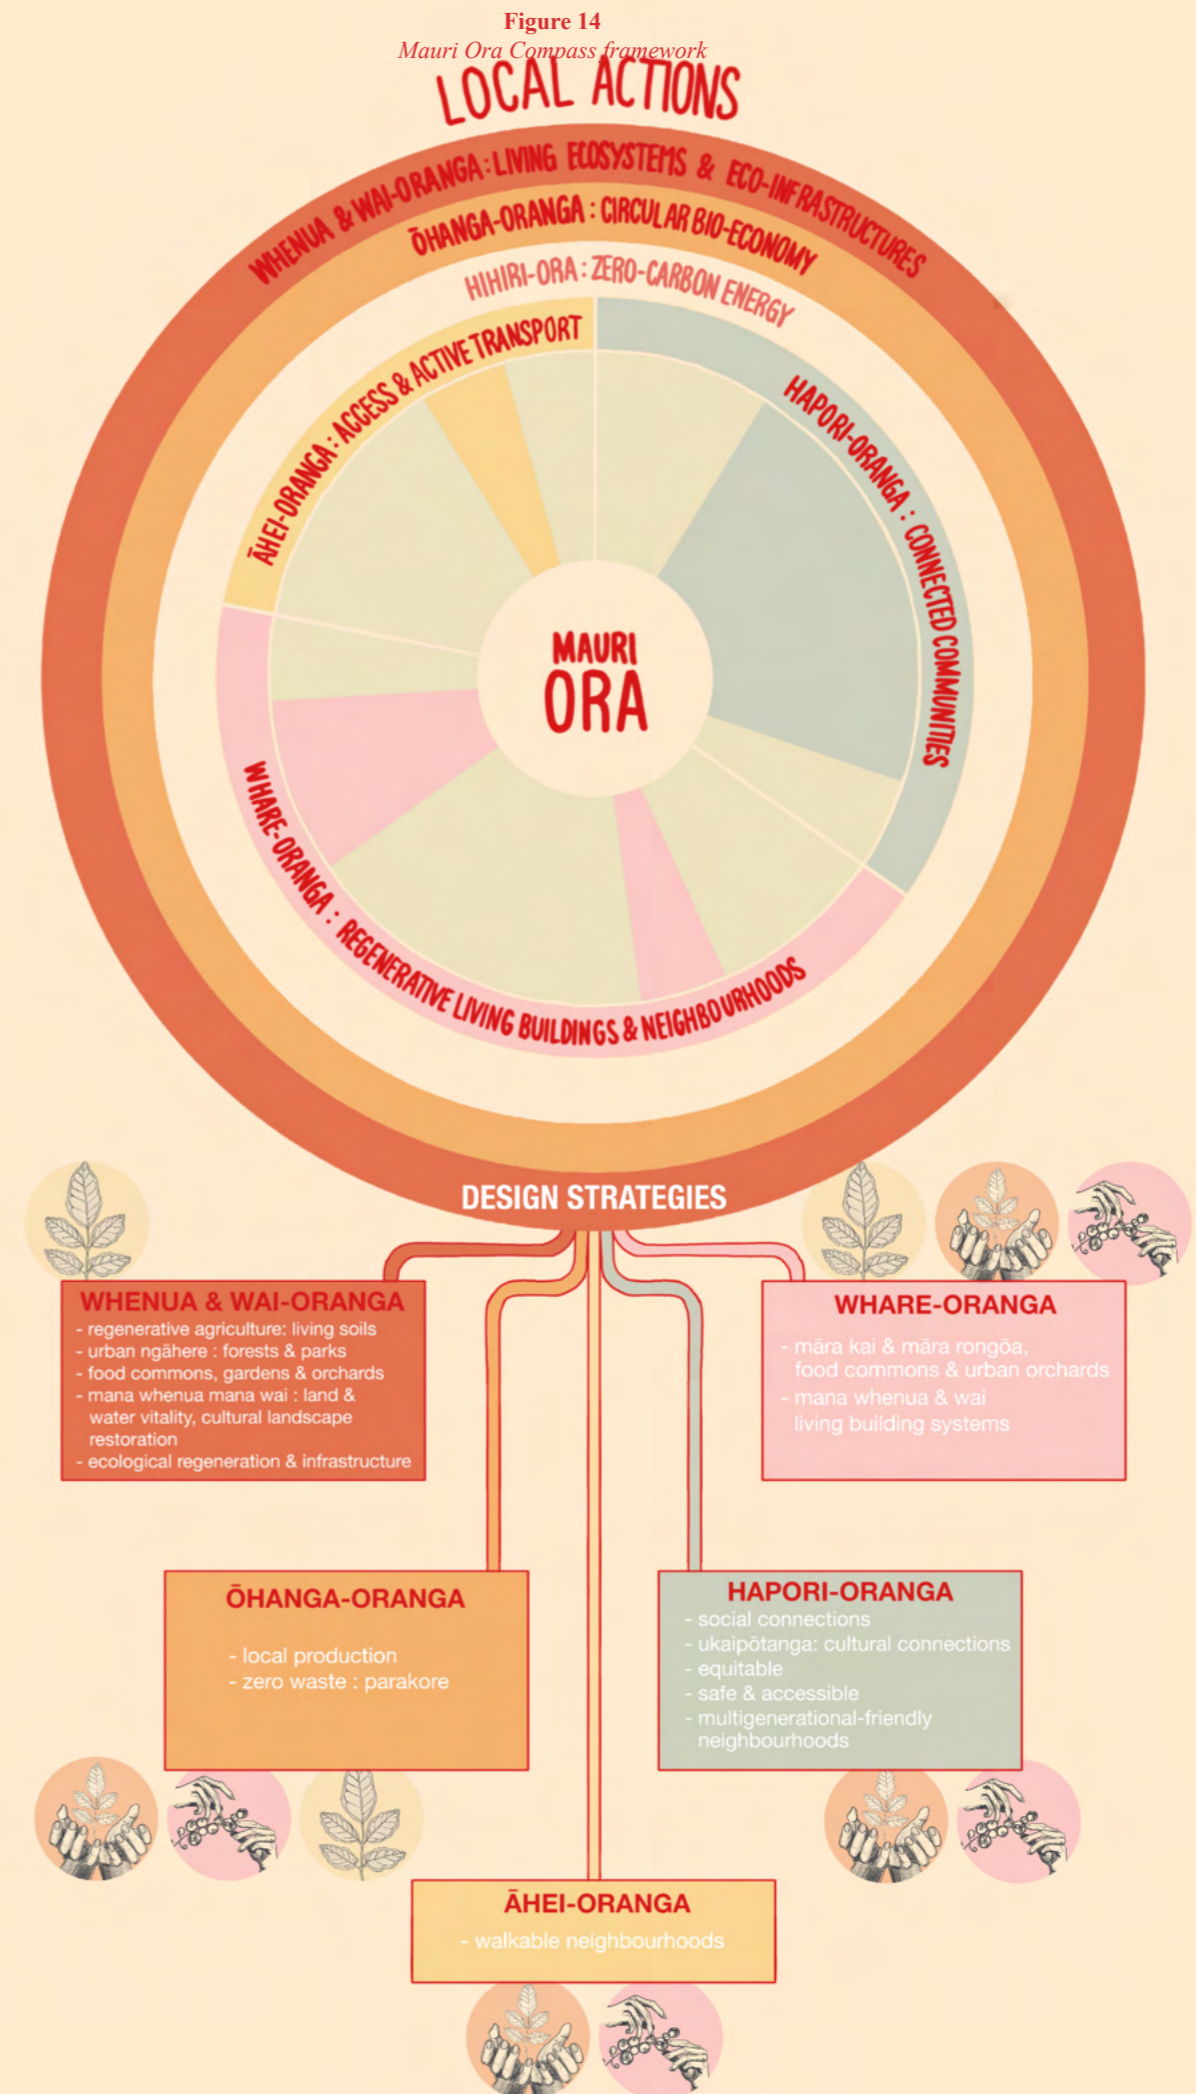 Figure 14
Mauri Ora Compass framework
LOCAL ACTIONS
WHENUA & WAI-ORANGA : LIVING ECOSYSTEMS & ECO-INFRASTRUCTURES
ŌHANGA-ORANGA : CIRCULAR BIO-ECONOMY
HIHIRI-ORA : ZERO-CARBON ENERGY
ĀHEI-ORANGA : ACCESS & ACTIVE TRANSPORT
HAPORI-ORANGA : CONNECTED COMMUNITIES
MAURI
ORA
WHARE-ORANGA : REGENERATIVE LIVING BUILDINGS & NEIGHBOURHOODS
DESIGN STRATEGIES
WHENUA & WAI-ORANGA
- regenerative agriculture: living soils
- urban ngāhere : forests & parks
- food commons, gardens & orchards
- mana whenua mana wai : land &
water vitality, cultural landscape
restoration
- ecological regeneration & infrastructure
WHARE-ORANGA
- māra kai & māra rongōa,
food commons & urban orchards
- mana whenua & wai
living building systems
ŌHANGA-ORANGA
- local production
- zero waste : parakore
HAPORI-ORANGA
- social connections
- ukaipōtanga: cultural connections
- equitable
- safe & accessible
- multigenerational-friendly
neighbourhoods
ĀHEI-ORANGA
- walkable neighbourhoods